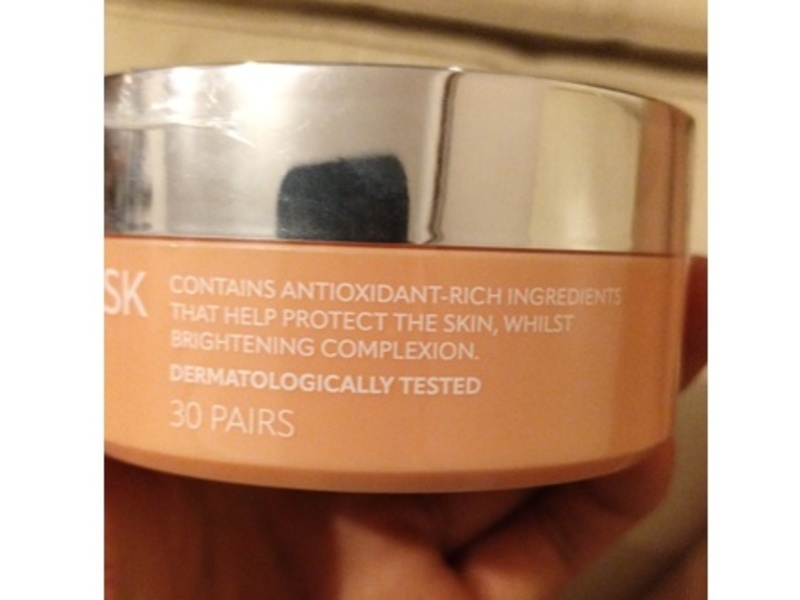 SK
CONTAINS ANTIOXIDANT-RICH INGREDIENTS
THAT HELP PROTECT THE SKIN, WHILST
BRIGHTENING COMPLEXION.
DERMATOLOGICALLY TESTED
30 PAIRS